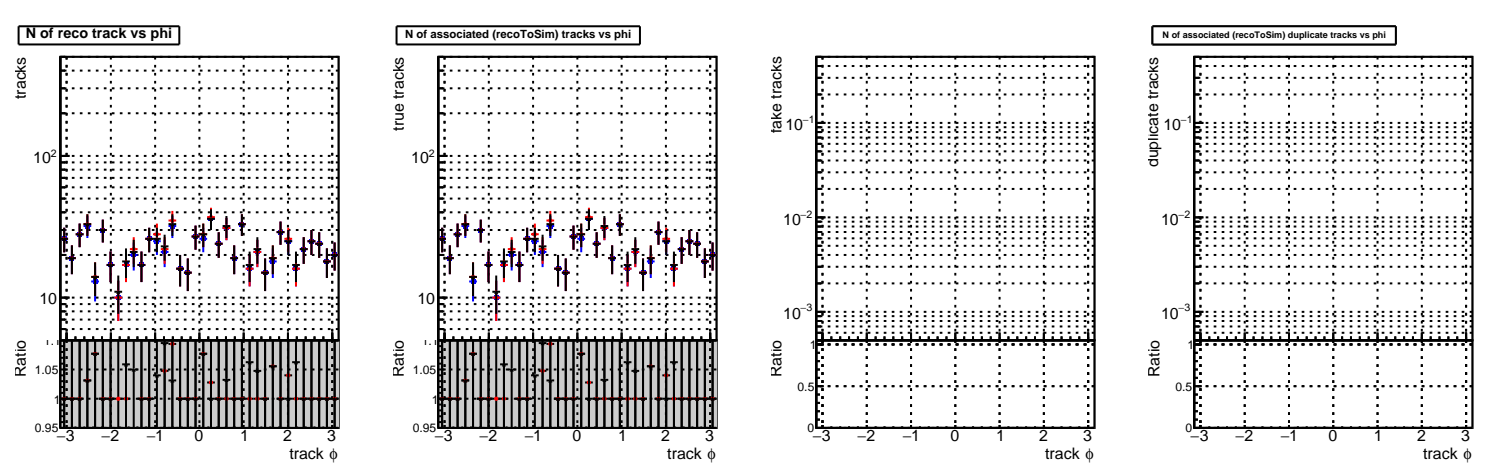 N of reco track vs phi
tracks
10²
10
Ratio
1.1
1.05
1
0.95
−3 −2 −1 0 1 2 3
track ϕ
N of associated (recoToSim) tracks vs phi
true tracks
10²
10
Ratio
1.1
1.05
1
0.95
−3 −2 −1 0 1 2 3
track ϕ
fake tracks
10⁻¹
10⁻²
10⁻³
Ratio
1
0.5
0
−3 −2 −1 0 1 2 3
track ϕ
N of associated (recoToSim) duplicate tracks vs phi
duplicate tracks
10⁻¹
10⁻²
10⁻³
Ratio
1
0.5
0
−3 −2 −1 0 1 2 3
track ϕ